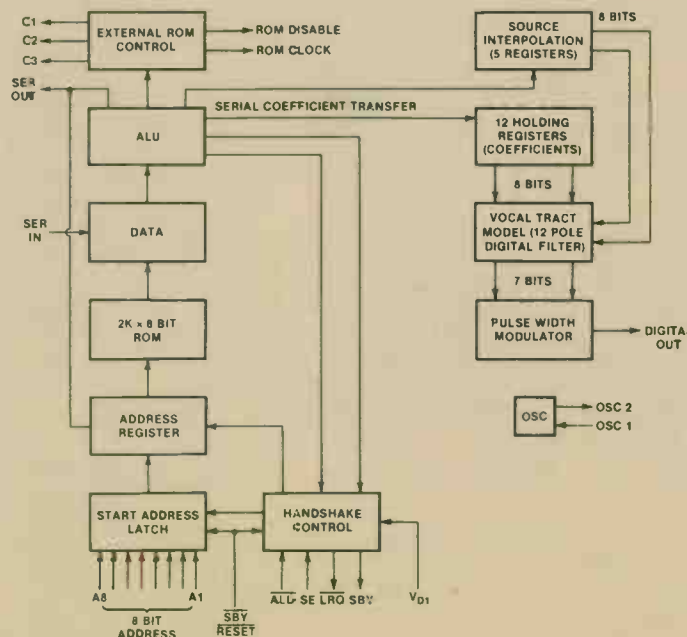 C1
C2
C3
SER
OUT
EXTERNAL ROM
CONTROL
ROM DISABLE
ROM CLOCK
ALU
SERIAL COEFFICIENT TRANSFER
SER
IN
DATA
2K × 8 BIT
ROM
ADDRESS
REGISTER
START ADDRESS
LATCH
HANDSHAKE
CONTROL
A8
A1
8 BIT
ADDRESS
SBY
RESET
ALD
SE
LRQ
SBY
VD1
SOURCE
INTERPOLATION
(5 REGISTERS)
8 BITS
12 HOLDING
REGISTERS
(COEFFICIENTS)
8 BITS
VOCAL TRACT
MODEL (12 POLE
DIGITAL FILTER)
7 BITS
PULSE WIDTH
MODULATOR
DIGITA
OUT
OSC
OSC 2
OSC 1